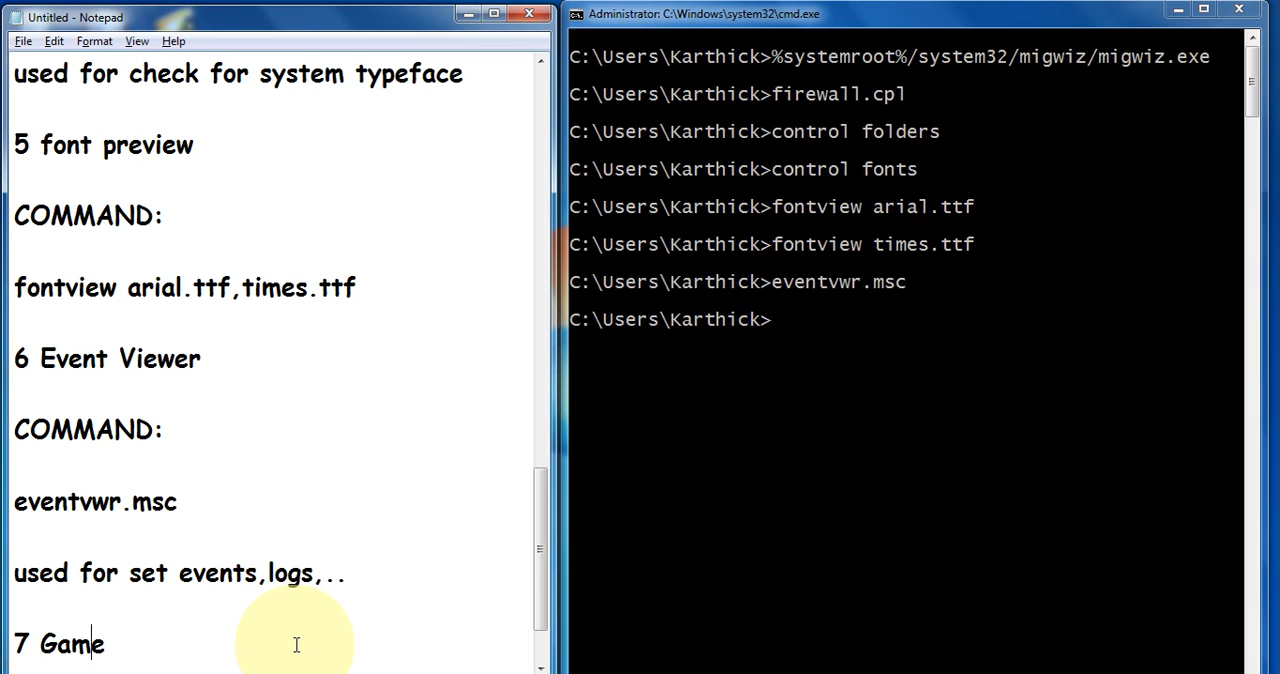 Untitled - Notepad
File Edit Format View Help
used for check for system typeface
5 font preview
COMMAND:
fontview arial.ttf,times.ttf
6 Event Viewer
COMMAND:
eventvwr.msc
used for set events,logs,..
7 Game
Administrator: C:\Windows\system32\cmd.exe
C:\Users\Karthick>%systemroot%/system32/migwiz/migwiz.exe
C:\Users\Karthick>firewall.cpl
C:\Users\Karthick>control folders
C:\Users\Karthick>control fonts
C:\Users\Karthick>fontview arial.ttf
C:\Users\Karthick>fontview times.ttf
C:\Users\Karthick>eventvwr.msc
C:\Users\Karthick>